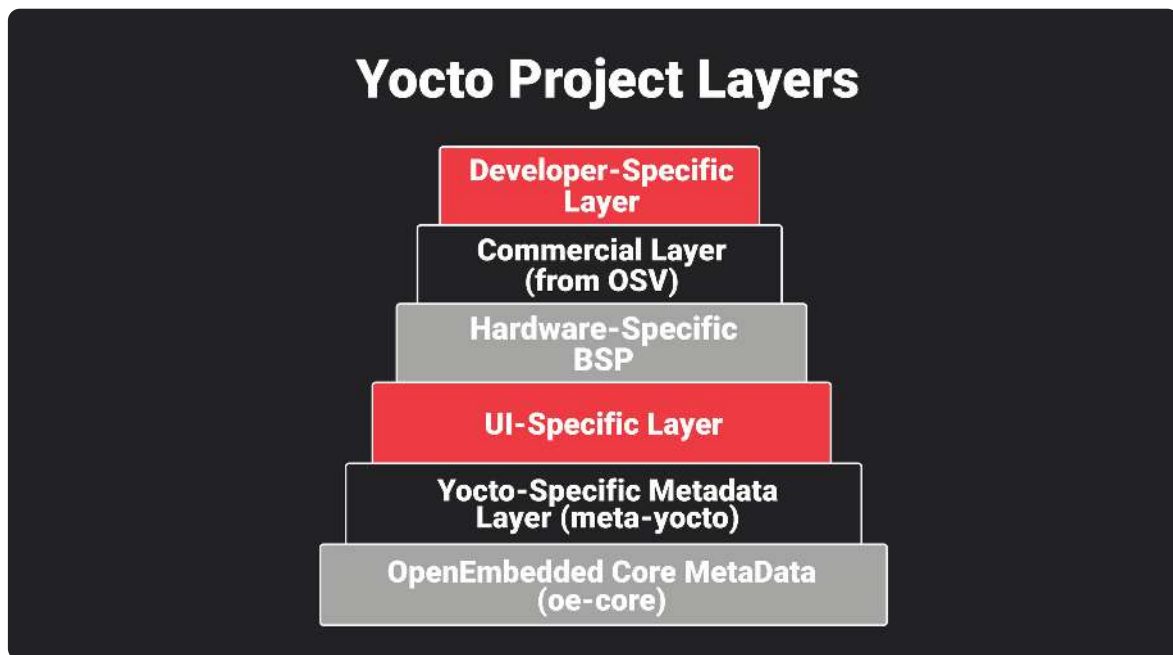 Yocto Project Layers
Developer-Specific
Layer
Commercial Layer
(from OSV)
Hardware-Specific
BSP
UI-Specific Layer
Yocto-Specific Metadata
Layer (meta-yocto)
OpenEmbedded Core MetaData
(oe-core)